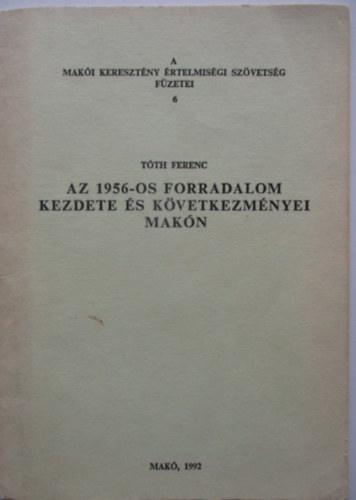 A
MAKÓI KERESZTÉNY ÉRTELMISÉGI SZÖVETSÉG
FÜZETEI
6
TÓTH FERENC
AZ 1956-OS FORRADALOM
KEZDETE ÉS KÖVETKEZMÉNYEI
MAKÓN
MAKÓ, 1992